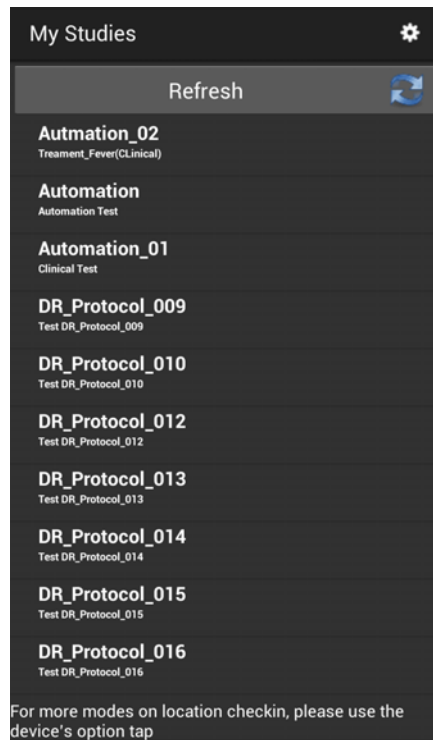 My Studies
Refresh
Autmation_02
Treament_Fever(CLinical)
Automation
Automation Test
Automation_01
Clinical Test
DR_Protocol_009
Test DR_Protocol_009
DR_Protocol_010
Test DR_Protocol_010
DR_Protocol_012
Test DR_Protocol_012
DR_Protocol_013
Test DR_Protocol_013
DR_Protocol_014
Test DR_Protocol_014
DR_Protocol_015
Test DR_Protocol_015
DR_Protocol_016
Test DR_Protocol_016
For more modes on location checkin, please use the
device's option tap